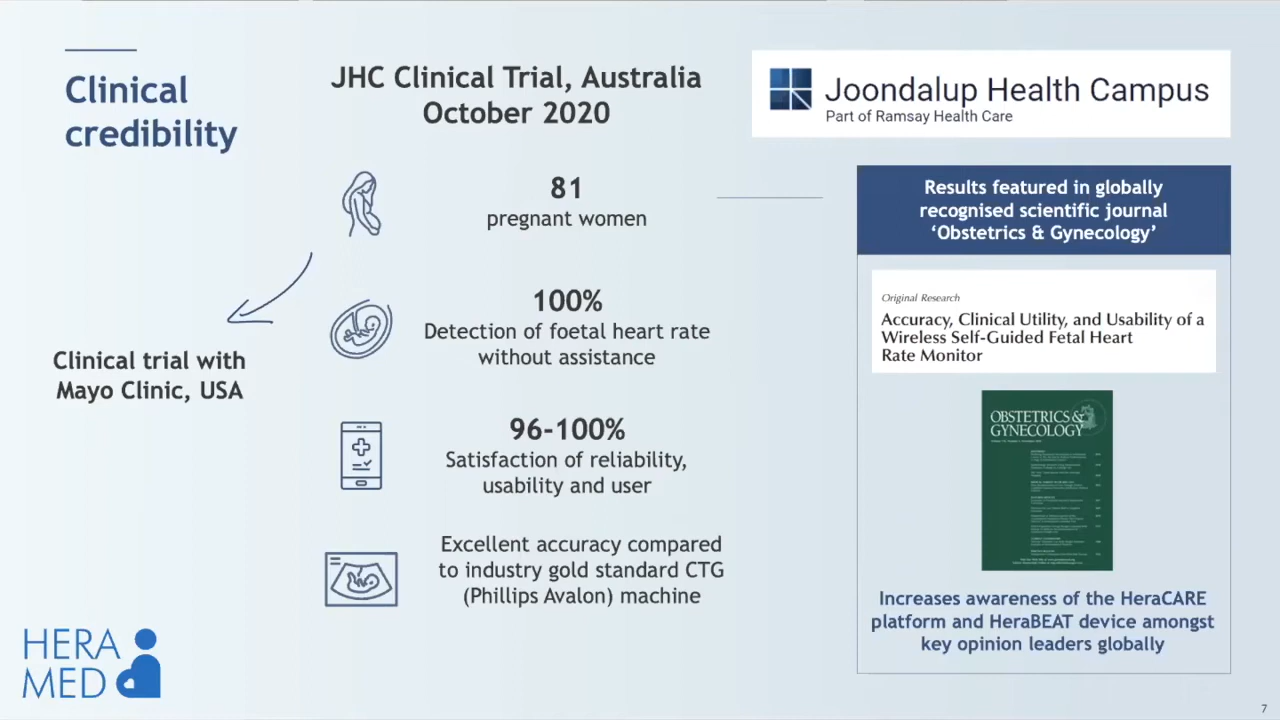 Clinical
credibility
JHC Clinical Trial, Australia
October 2020
Joondalup Health Campus
Part of Ramsay Health Care
81
pregnant women
100%
Detection of foetal heart rate
without assistance
96-100%
Satisfaction of reliability,
usability and user
Excellent accuracy compared
to industry gold standard CTG
(Phillips Avalon) machine
Clinical trial with
Mayo Clinic, USA
Results featured in globally
recognised scientific journal
‘Obstetrics & Gynecology’
Original Research
Accuracy, Clinical Utility, and Usability of a
Wireless Self-Guided Fetal Heart
Rate Monitor
OBSTETRICS &
GYNECOLOGY
Increases awareness of the HeraCARE
platform and HeraBEAT device amongst
key opinion leaders globally
HERA
MED
7